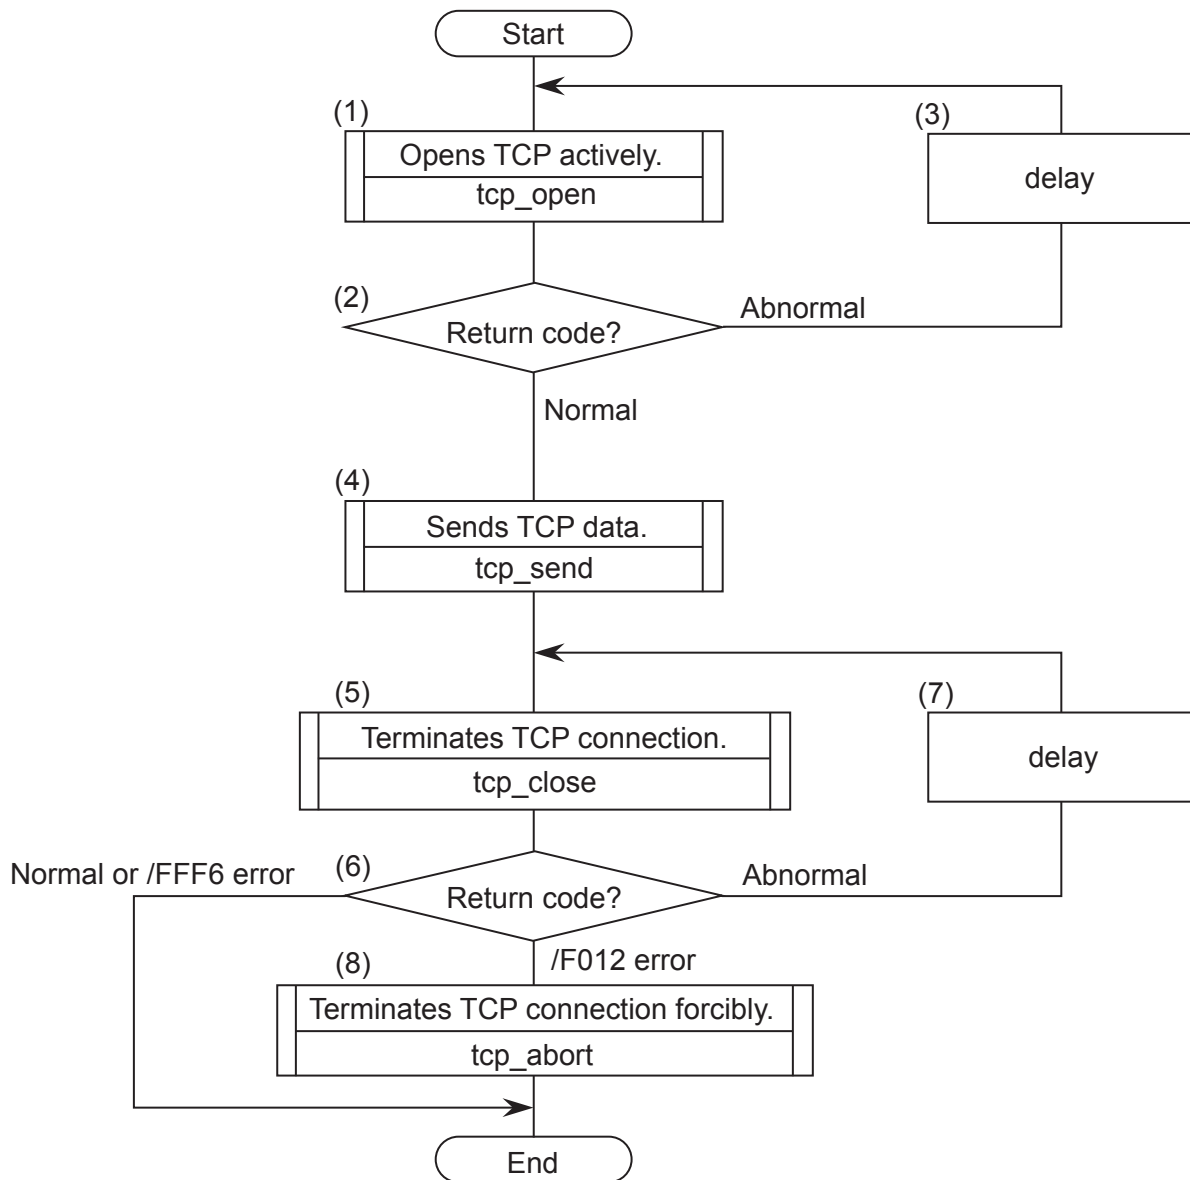 Start
(1)
Opens TCP actively.
tcp_open
(3)
delay
(2)
Return code?
Abnormal
Normal
(4)
Sends TCP data.
tcp_send
(5)
Terminates TCP connection.
tcp_close
(7)
delay
Normal or /FFF6 error
(6)
Return code?
Abnormal
/F012 error
(8)
Terminates TCP connection forcibly.
tcp_abort
End